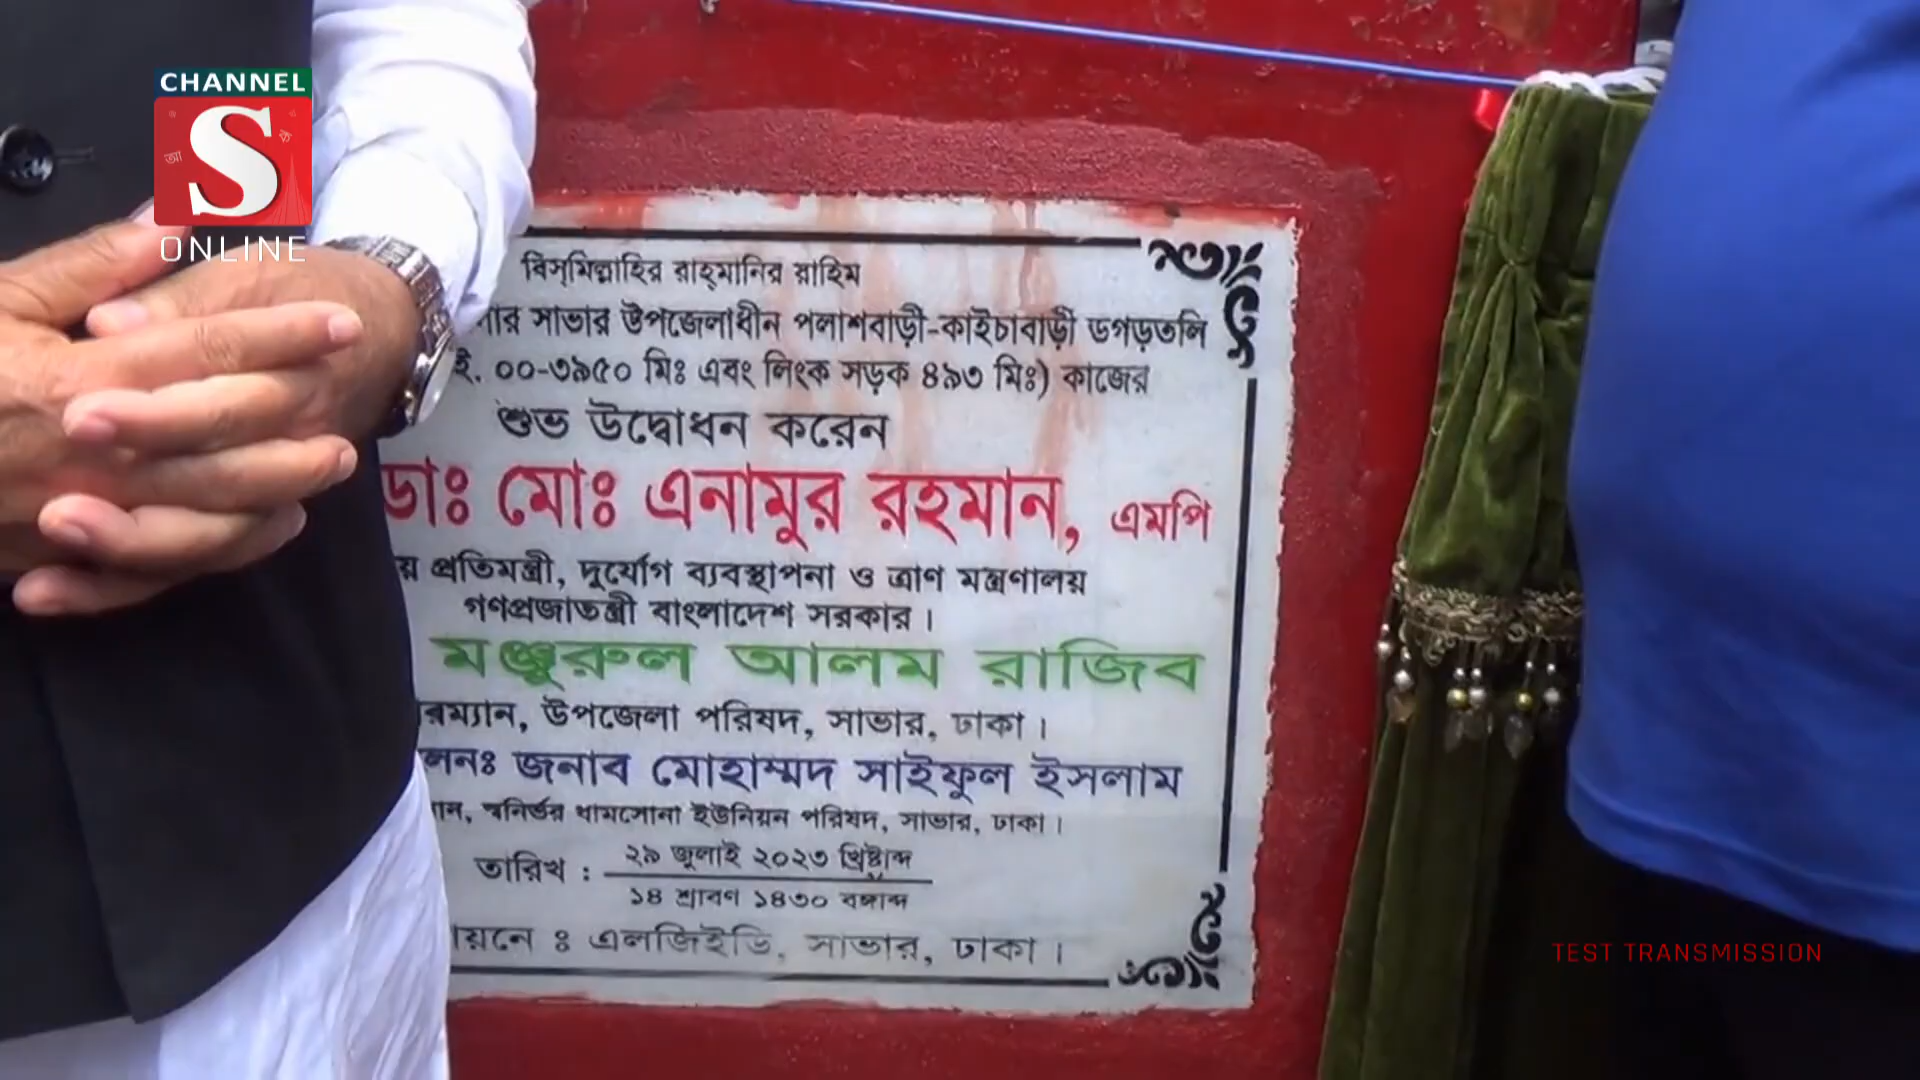 CHANNEL
S
ONLINE
বিস্‌মিল্লাহির রাহ্‌মানির রাহিম
সাভার উপজেলাধীন পলাশবাড়ী-কাইচাবাড়ী ডগড়তলি
ই. ০০-৩৯৫০ মিঃ এবং লিংক সড়ক ৪৯৩ মিঃ) কাজের
শুভ উদ্বোধন করেন
ডাঃ মোঃ এনামুর রহমান, এমপি
য় প্রতিমন্ত্রী, দুর্যোগ ব্যবস্থাপনা ও ত্রাণ মন্ত্রণালয়
গণপ্রজাতন্ত্রী বাংলাদেশ সরকার।
মঞ্জুরুল আলম রাজিব
রম্যান, উপজেলা পরিষদ, সাভার, ঢাকা।
লনঃ জনাব মোহাম্মদ সাইফুল ইসলাম
ান, স্বনির্ভর ধামসোনা ইউনিয়ন পরিষদ, সাভার, ঢাকা।
তারিখ : ২৯ জুলাই ২০২৩ খ্রিষ্টাব্দ
১৪ শ্রাবণ ১৪৩০ বঙ্গাব্দ
ায়নে ঃ এলজিইডি, সাভার, ঢাকা।
TEST TRANSMISSION